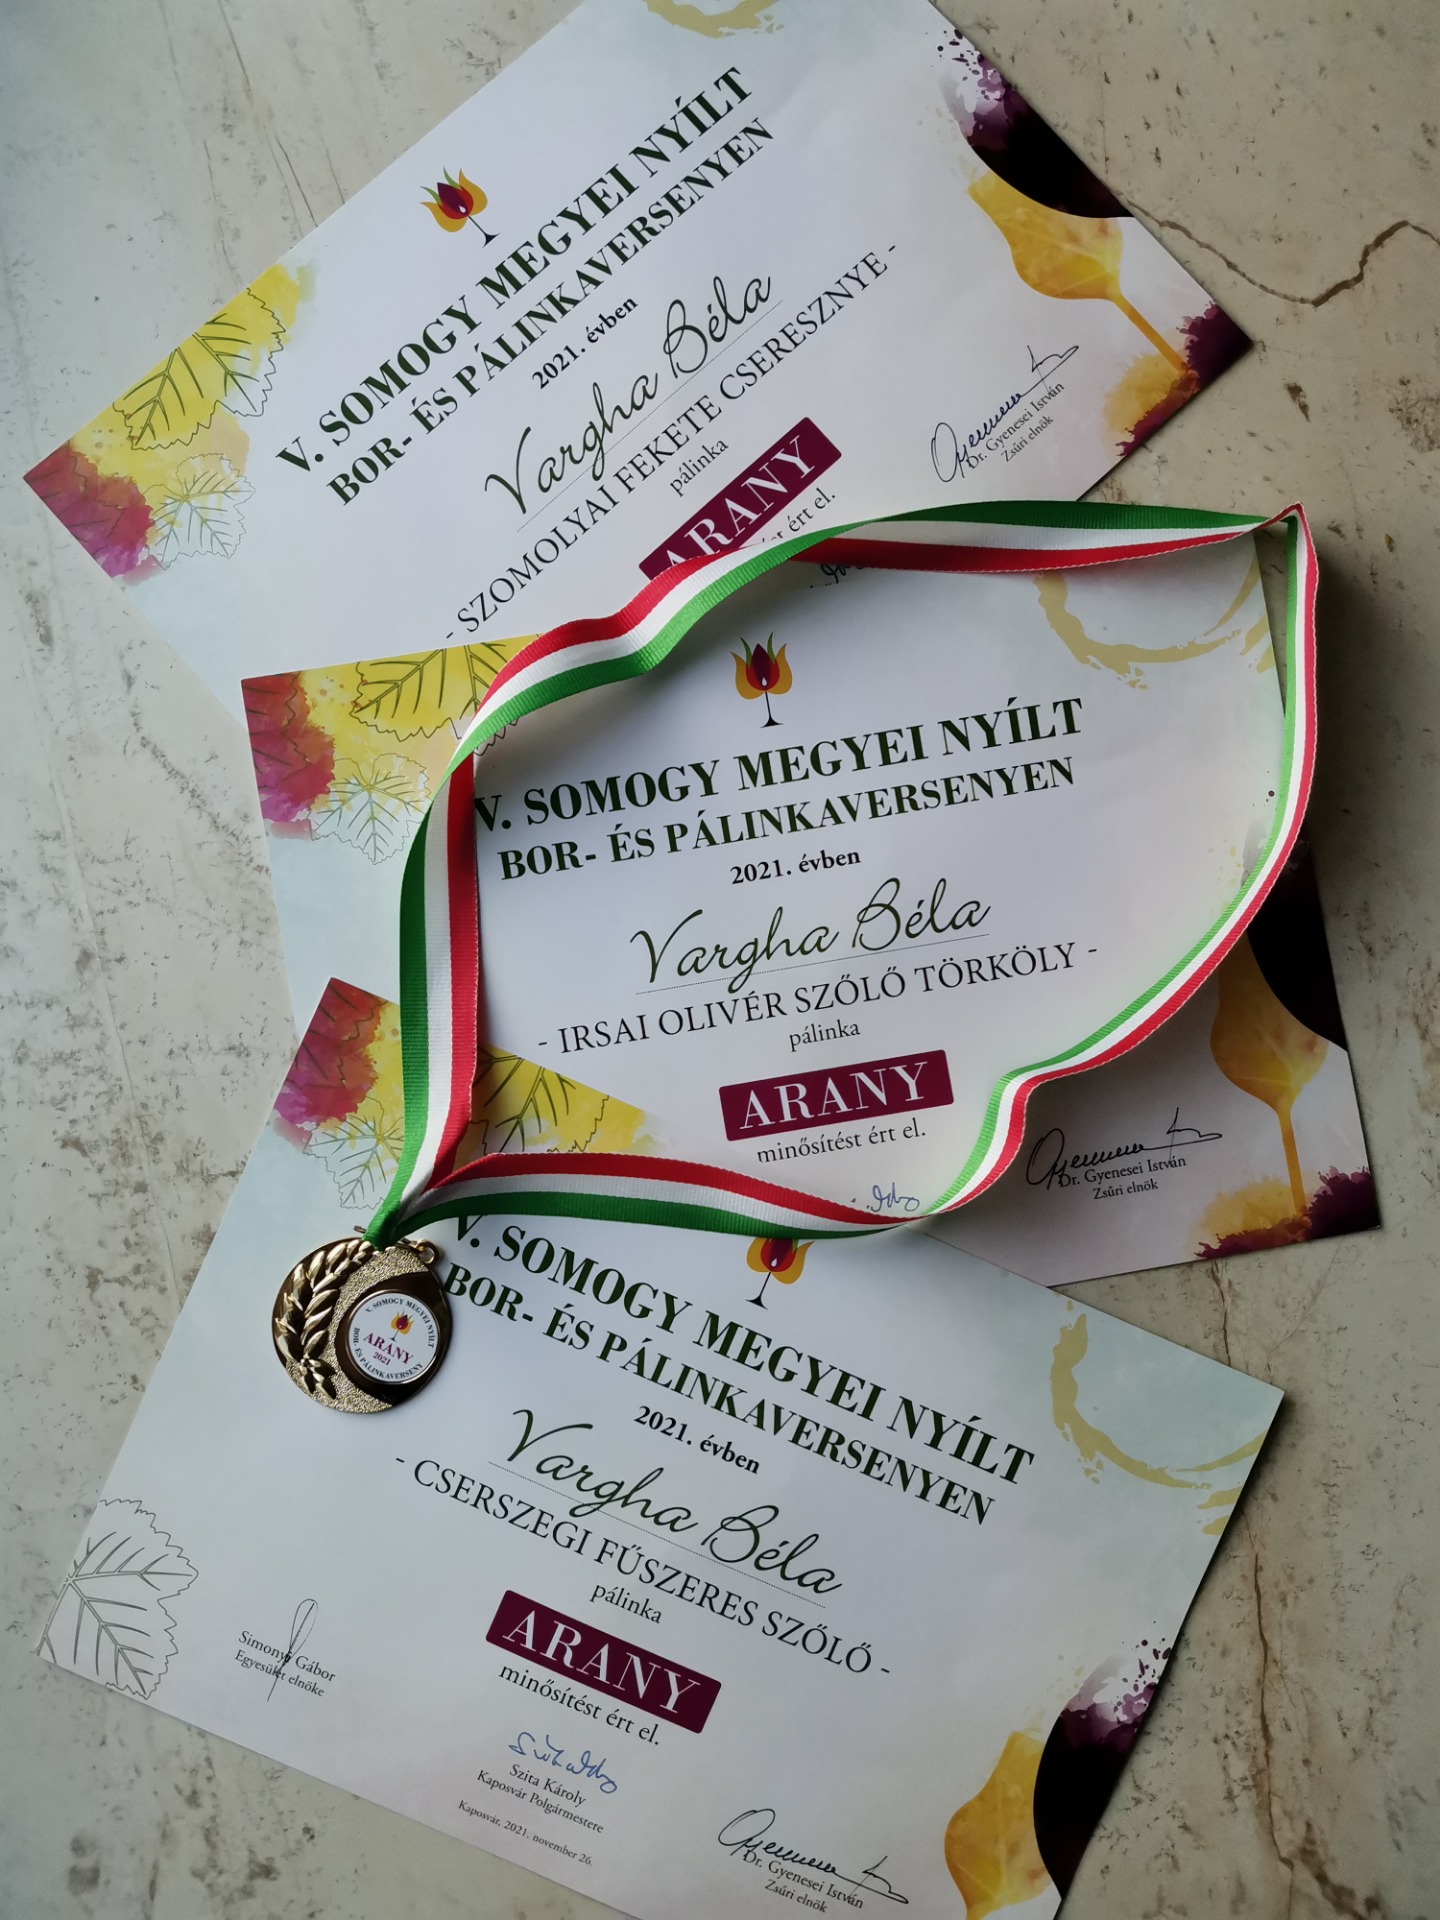 V. SOMOGY MEGYEI NYÍLT
BOR- ÉS PÁLINKAVERSENYEN
2021. évben
Vargha Béla
- SZOMOLYAI FEKETE CSERESZNYE -
pálinka
ARANY
ért el.
Dr. Gyenesei István
Zsűri elnök
V. SOMOGY MEGYEI NYÍLT
BOR- ÉS PÁLINKAVERSENYEN
2021. évben
Vargha Béla
- IRSAI OLIVÉR SZŐLŐ TÖRKÖLY -
pálinka
ARANY
minősítést ért el.
Dr. Gyenesei István
Zsűri elnök
V. SOMOGY MEGYEI NYÍLT
BOR- ÉS PÁLINKAVERSENYEN
2021. évben
Vargha Béla
- CSERSZEGI FŰSZERES SZŐLŐ -
pálinka
ARANY
minősítést ért el.
Simonyi Gábor
Egyesület elnöke
Szita Károly
Kaposvár Polgármestere
Kaposvár, 2021. november 26.
Dr. Gyenesei István
Zsűri elnök
V. SOMOGY MEGYEI NYÍLT
ARANY
2021
BOR- ÉS PÁLINKAVERSENY